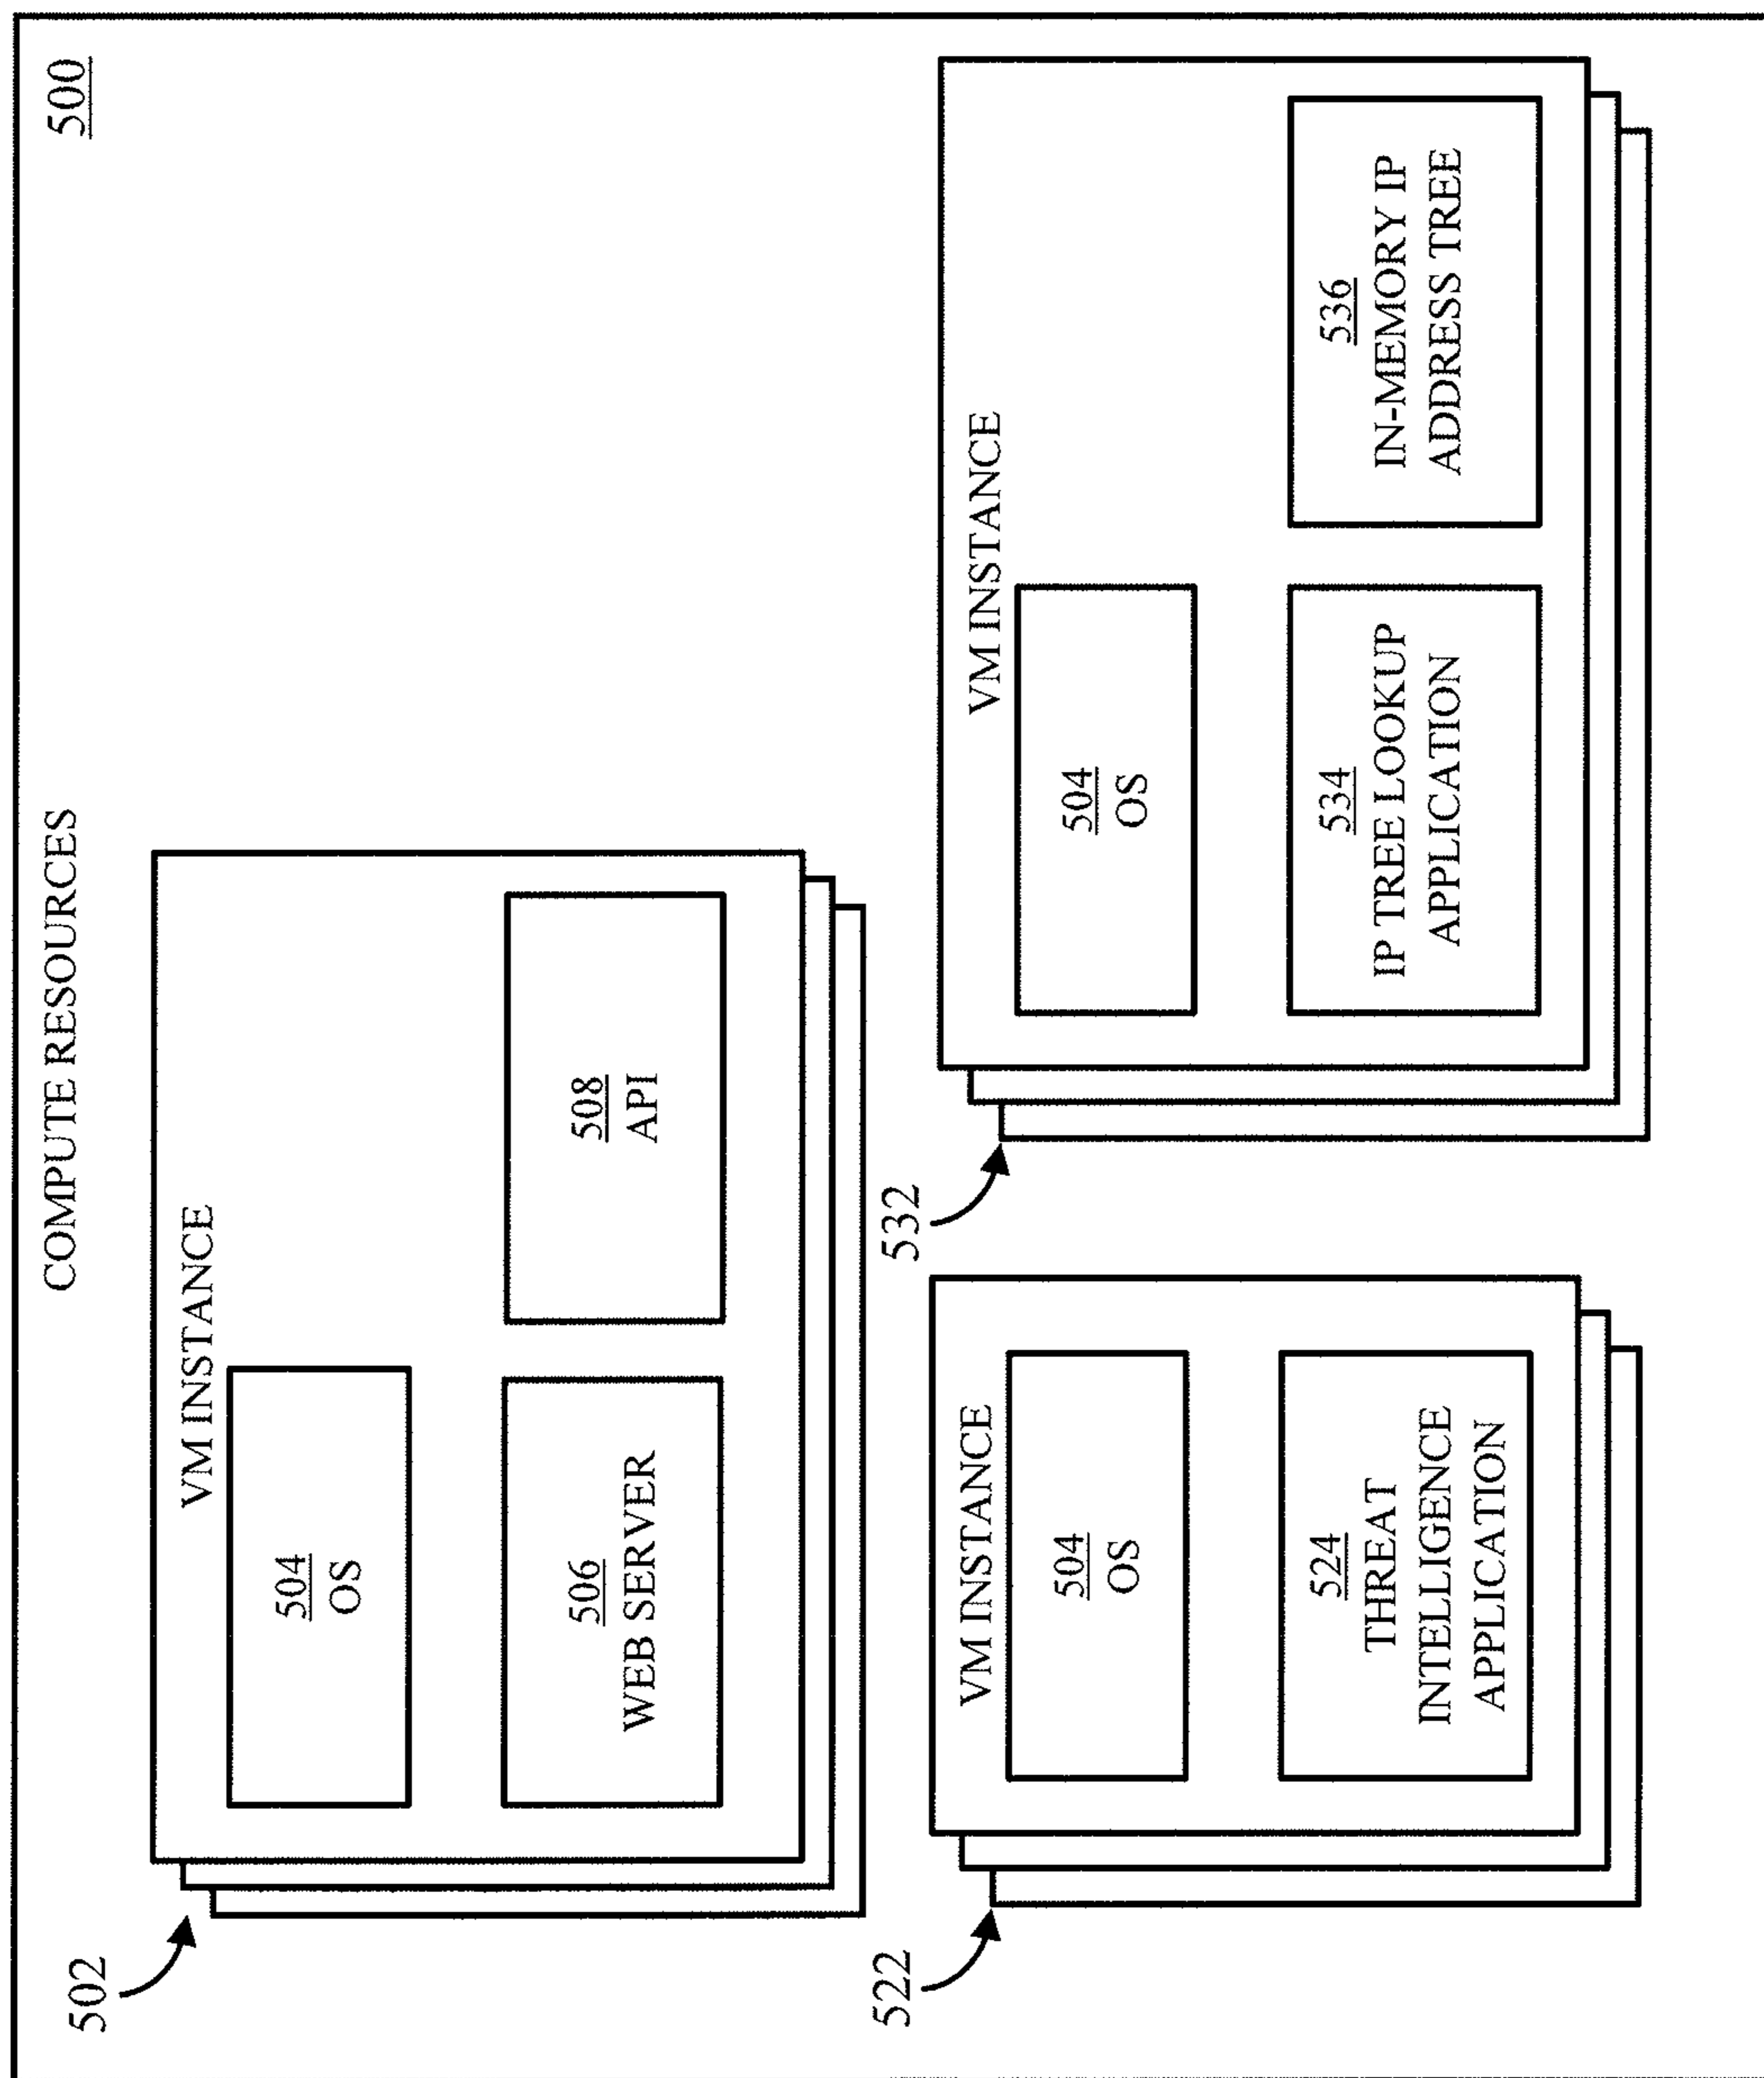 COMPUTE RESOURCES
500
502
VM INSTANCE
504
OS
506
WEB SERVER
508
API
522
VM INSTANCE
504
OS
524
THREAT
INTELLIGENCE
APPLICATION
532
VM INSTANCE
504
OS
534
IP TREE LOOKUP
APPLICATION
536
IN-MEMORY IP
ADDRESS TREE